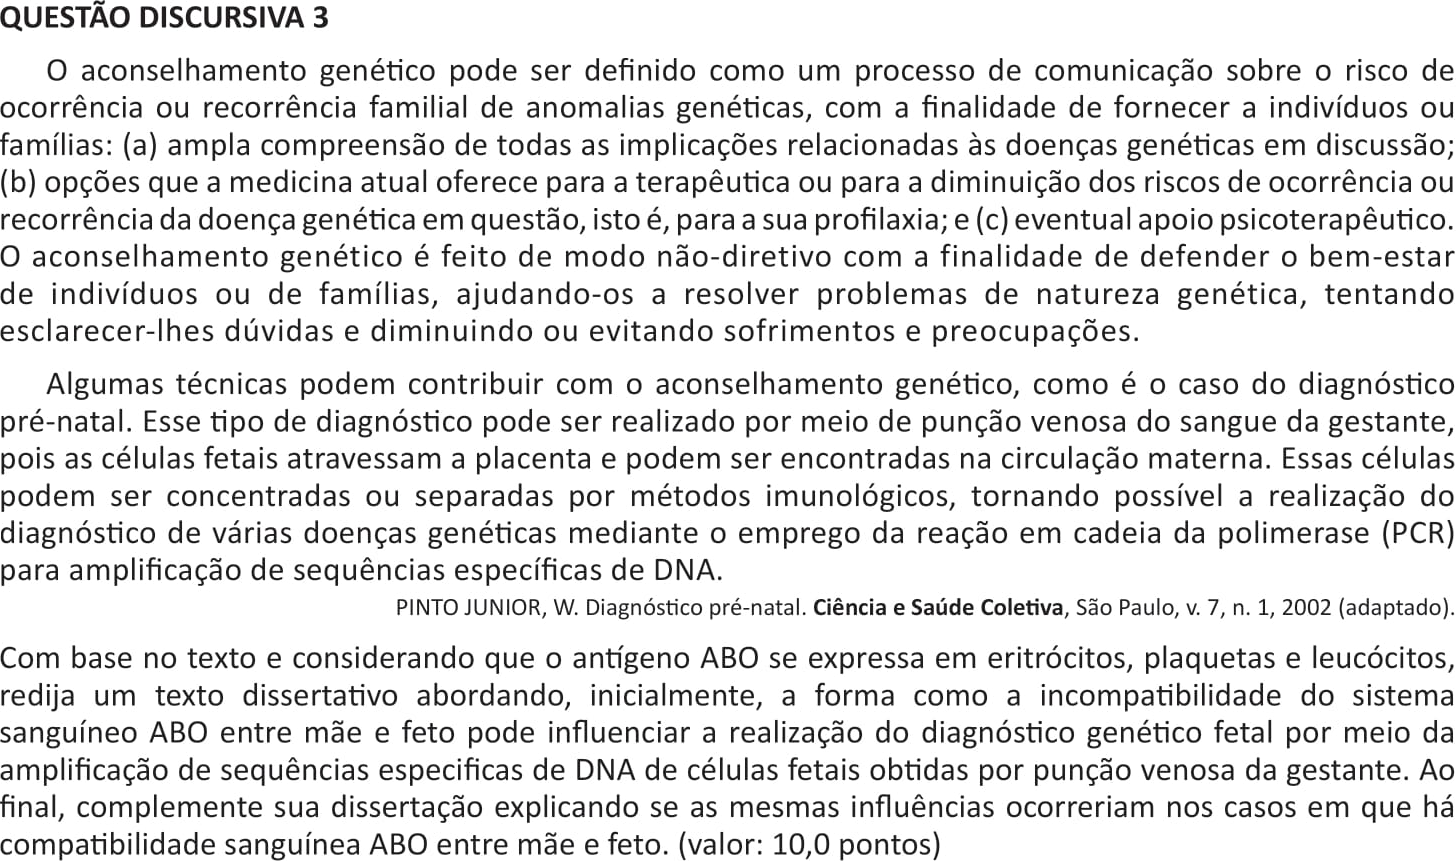 QUESTÃO DISCURSIVA 3
O aconselhamento genético pode ser definido como um processo de comunicação sobre o risco de
ocorrência ou recorrência familial de anomalias genéticas, com a finalidade de fornecer a indivíduos ou
famílias: (a) ampla compreensão de todas as implicações relacionadas às doenças genéticas em discussão;
(b) opções que a medicina atual oferece para a terapêutica ou para a diminuição dos riscos de ocorrência ou
recorrência da doença genética em questão, isto é, para a sua profilaxia; e (c) eventual apoio psicoterapêutico.
O aconselhamento genético é feito de modo não-diretivo com a finalidade de defender o bem-estar
de indivíduos ou de famílias, ajudando-os a resolver problemas de natureza genética, tentando
esclarecer-lhes dúvidas e diminuindo ou evitando sofrimentos e preocupações.
Algumas técnicas podem contribuir com o aconselhamento genético, como é o caso do diagnóstico
pré-natal. Esse tipo de diagnóstico pode ser realizado por meio de punção venosa do sangue da gestante,
pois as células fetais atravessam a placenta e podem ser encontradas na circulação materna. Essas células
podem ser concentradas ou separadas por métodos imunológicos, tornando possível a realização do
diagnóstico de várias doenças genéticas mediante o emprego da reação em cadeia da polimerase (PCR)
para amplificação de sequências específicas de DNA.
PINTO JUNIOR, W. Diagnóstico pré-natal. Ciência e Saúde Coletiva, São Paulo, v. 7, n. 1, 2002 (adaptado).
Com base no texto e considerando que o antígeno ABO se expressa em eritrócitos, plaquetas e leucócitos,
redija um texto dissertativo abordando, inicialmente, a forma como a incompatibilidade do sistema
sanguíneo ABO entre mãe e feto pode influenciar a realização do diagnóstico genético fetal por meio da
amplificação de sequências especificas de DNA de células fetais obtidas por punção venosa da gestante. Ao
final, complemente sua dissertação explicando se as mesmas influências ocorreriam nos casos em que há
compatibilidade sanguínea ABO entre mãe e feto. (valor: 10,0 pontos)